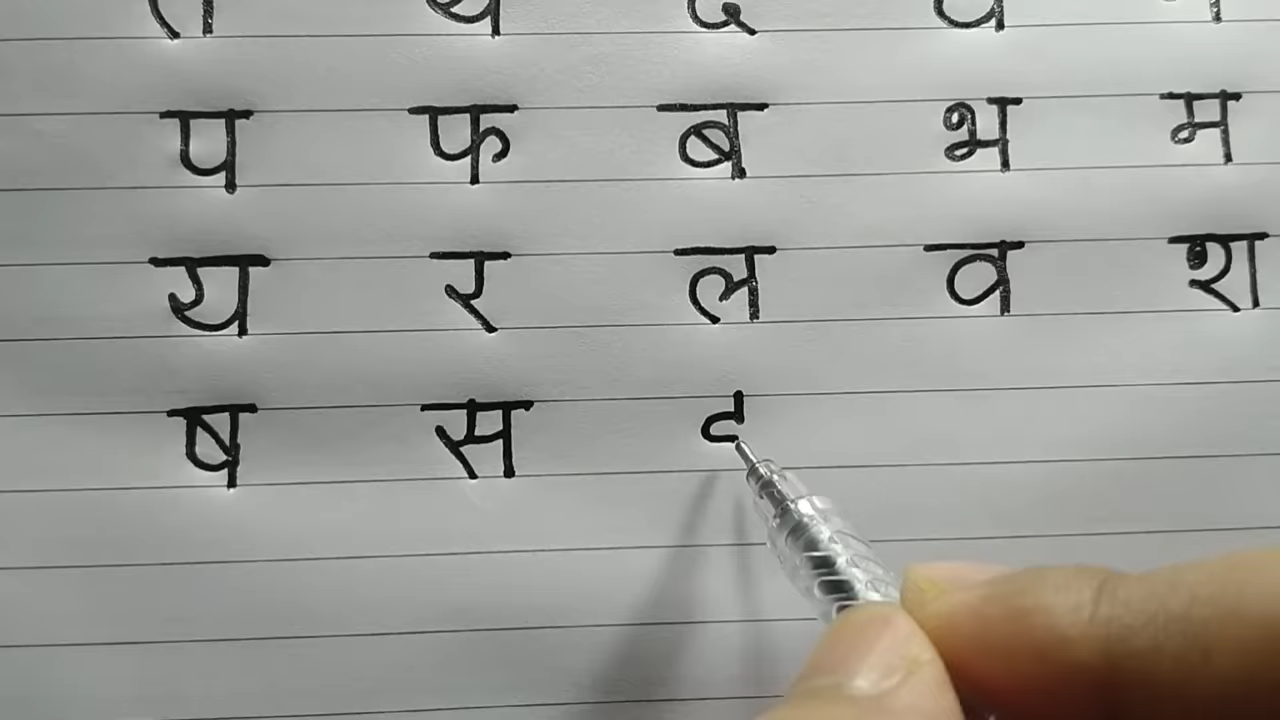 प फ ब भ म
य र ल व श
ष स